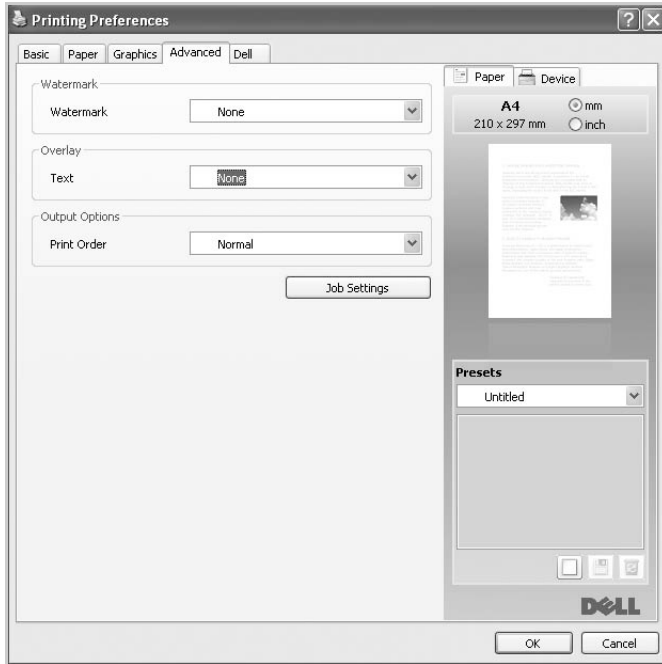 Printing Preferences
Basic Paper Graphics Advanced Dell
Watermark
Watermark None
Overlay
Text None
Output Options
Print Order Normal
Job Settings
Paper Device
A4
210 x 297 mm
mm
inch
Presets
Untitled
DELL
OK Cancel